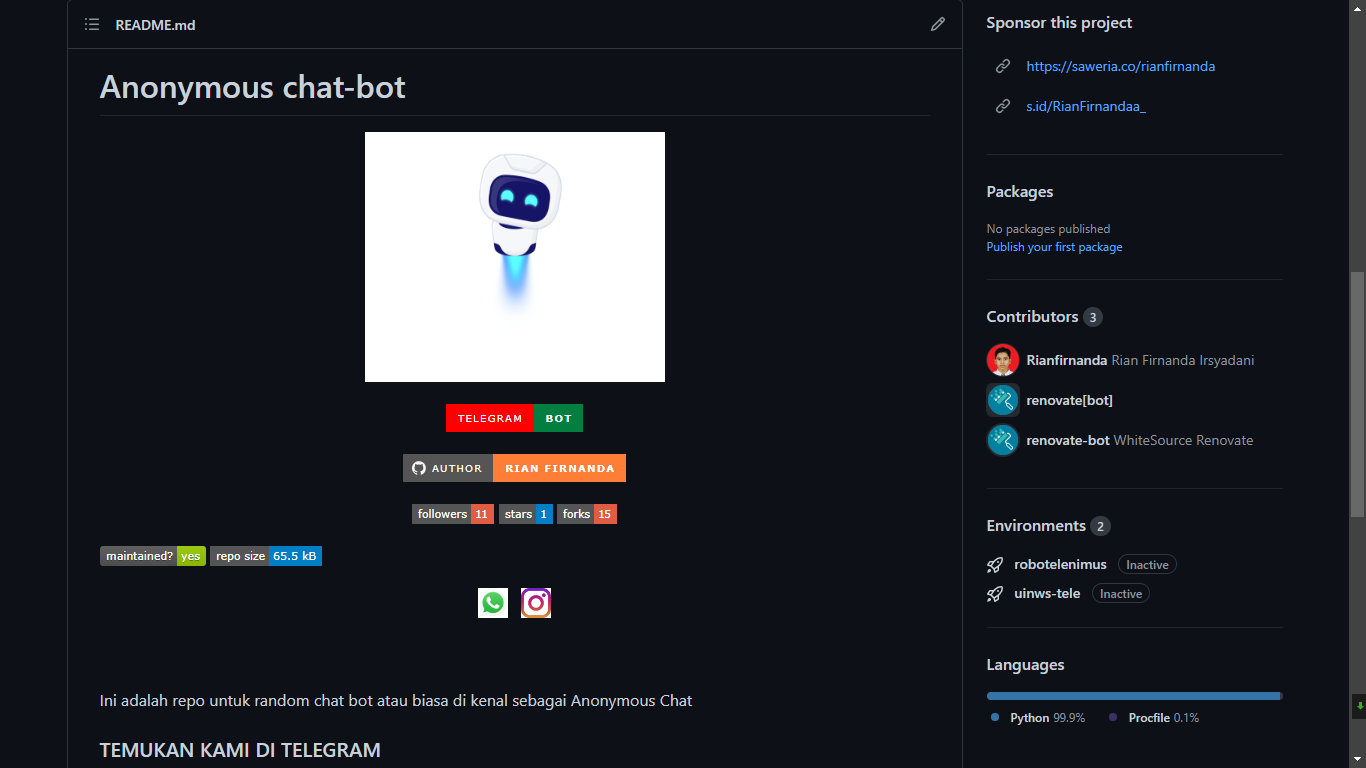 README.md
Anonymous chat-bot
TELEGRAM BOT
AUTHOR RIAN FIRNANDA
followers 11 stars 1 forks 15
maintained? yes repo size 65.5 kB
Ini adalah repo untuk random chat bot atau biasa di kenal sebagai Anonymous Chat
TEMUKAN KAMI DI TELEGRAM
Sponsor this project
https://saweria.co/rianfirnanda
s.id/RianFirnandaa_
Packages
No packages published
Publish your first package
Contributors 3
Rianfirnanda Rian Firnanda Irsyadani
renovate[bot]
renovate-bot WhiteSource Renovate
Environments 2
robotelenimus Inactive
uinws-tele Inactive
Languages
Python 99.9% Procfile 0.1%